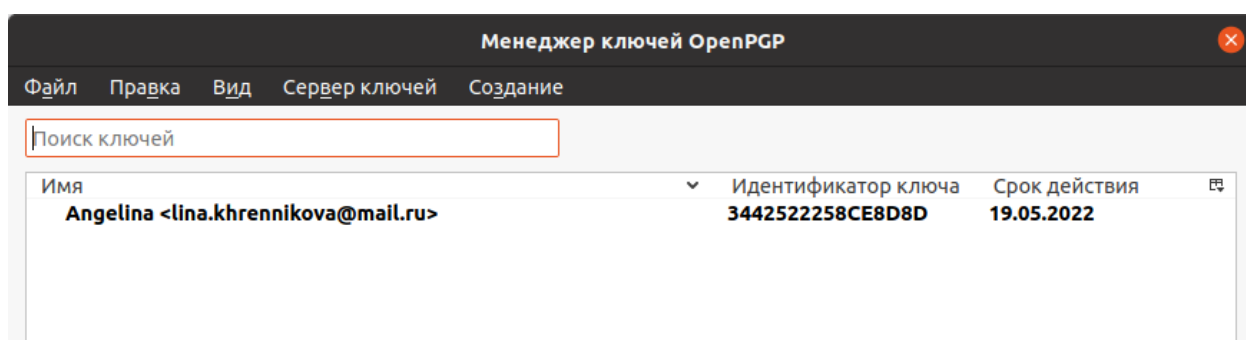 Менеджер ключей OpenPGP
Файл Правка Вид Сервер ключей Создание
Поиск ключей
Имя Идентификатор ключа Срок действия
Angelina <lina.khrennikova@mail.ru> 3442522258CE8D8D 19.05.2022